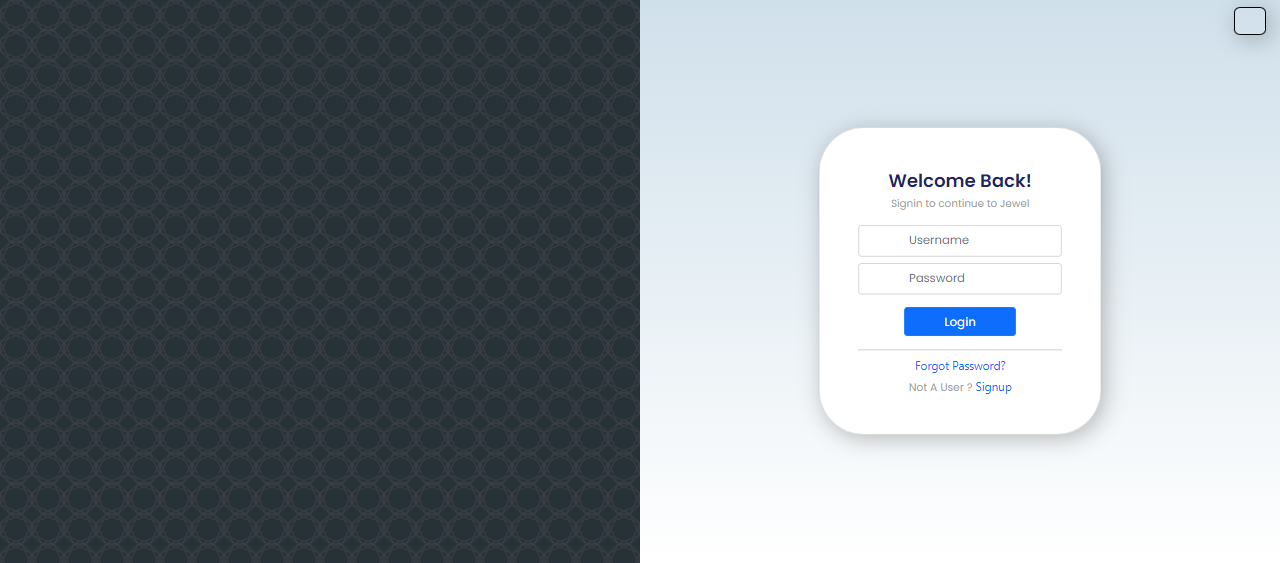 Welcome Back!
Signin to continue to Jewel
Username
Password
Login
Forgot Password?
Not A User ? Signup